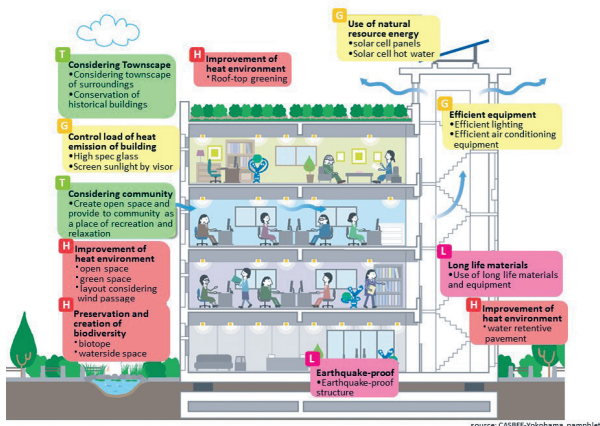 G
Use of natural
resource energy
•solar cell panels
•Solar cell hot water
T
Considering Townscape
•Considering townscape
of surroundings
•Conservation of
historical buildings
H
Improvement of
heat environment
•Roof-top greening
G
Control load of heat
emission of building
•High spec glass
•Screen sunlight by visor
G
Efficient equipment
•Efficient lighting
•Efficient air conditioning
equipment
T
Considering community
•Create open space and
provide to community as
a place of recreation and
relaxation
H
Improvement of
heat environment
•open space
•green space
•layout considering
wind passage
L
Long life materials
•Use of long life materials
and equipment
H
Preservation and
creation of
biodiversity
•biotope
•waterside space
H
Improvement of
heat environment
•water retentive
pavement
L
Earthquake-proof
•Earthquake-proof
structure
source: CASBEE-Yokohama pamphlet